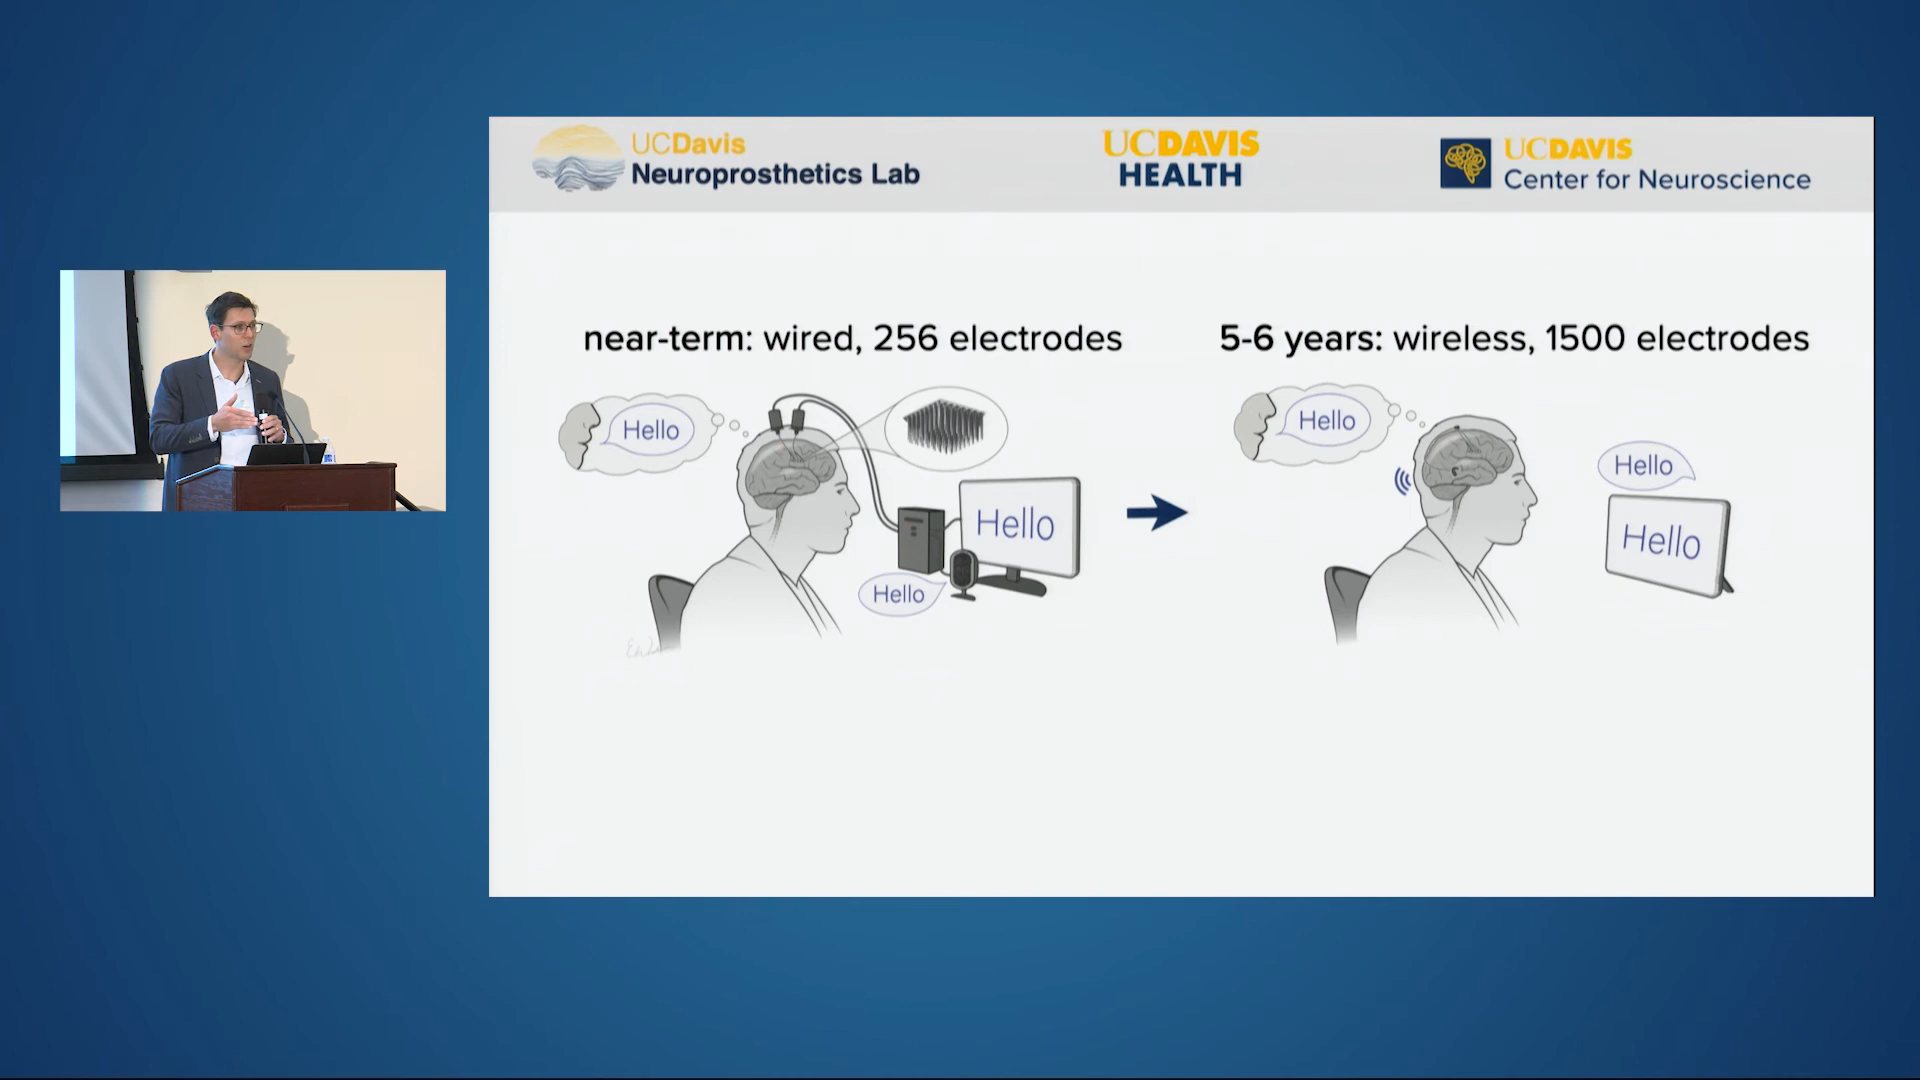 UCDavis
Neuroprosthetics Lab
UCDAVIS
HEALTH
UCDAVIS
Center for Neuroscience
near-term: wired, 256 electrodes
5-6 years: wireless, 1500 electrodes
Hello
Hello
Hello
Hello
Hello
Hello